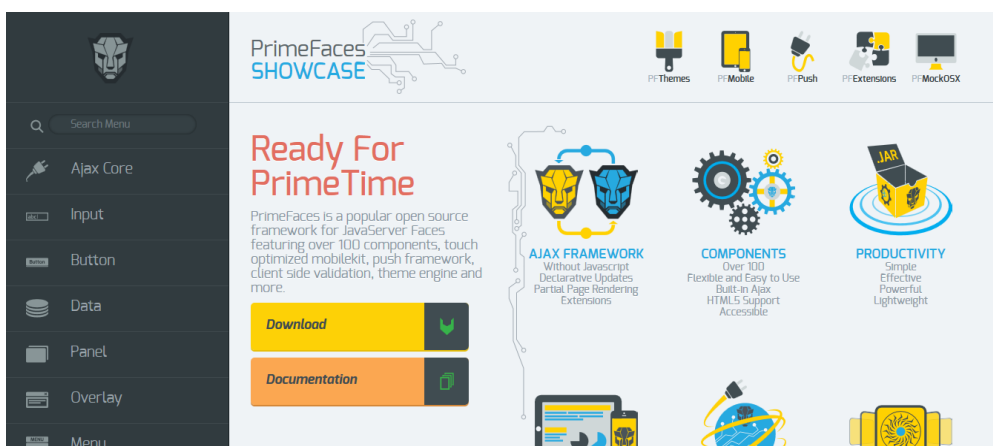 PrimeFaces
SHOWCASE
PFThemes
PFMobile
PFPush
PFExtensions
PFMockOSX
Search Menu
Ajax Core
Input
Button
Button
Data
Panel
Overlay
MENU
Menu
Ready For
PrimeTime
PrimeFaces is a popular open source
framework for JavaServer Faces
featuring over 100 components, touch
optimized mobilekit, push framework,
client side validation, theme engine and
more.
Download
Documentation
AJAX FRAMEWORK
Without Javascript
Declarative Updates
Partial Page Rendering
Extensions
COMPONENTS
Over 100
Flexible and Easy to Use
Built-in Ajax
HTML5 Support
Accessible
.JAR
PRODUCTIVITY
Simple
Effective
Powerful
Lightweight